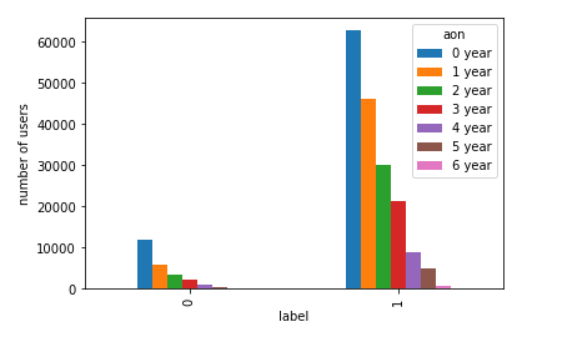 aon
0 year
1 year
2 year
3 year
4 year
5 year
6 year
number of users
60000
50000
40000
30000
20000
10000
0
0
1
label